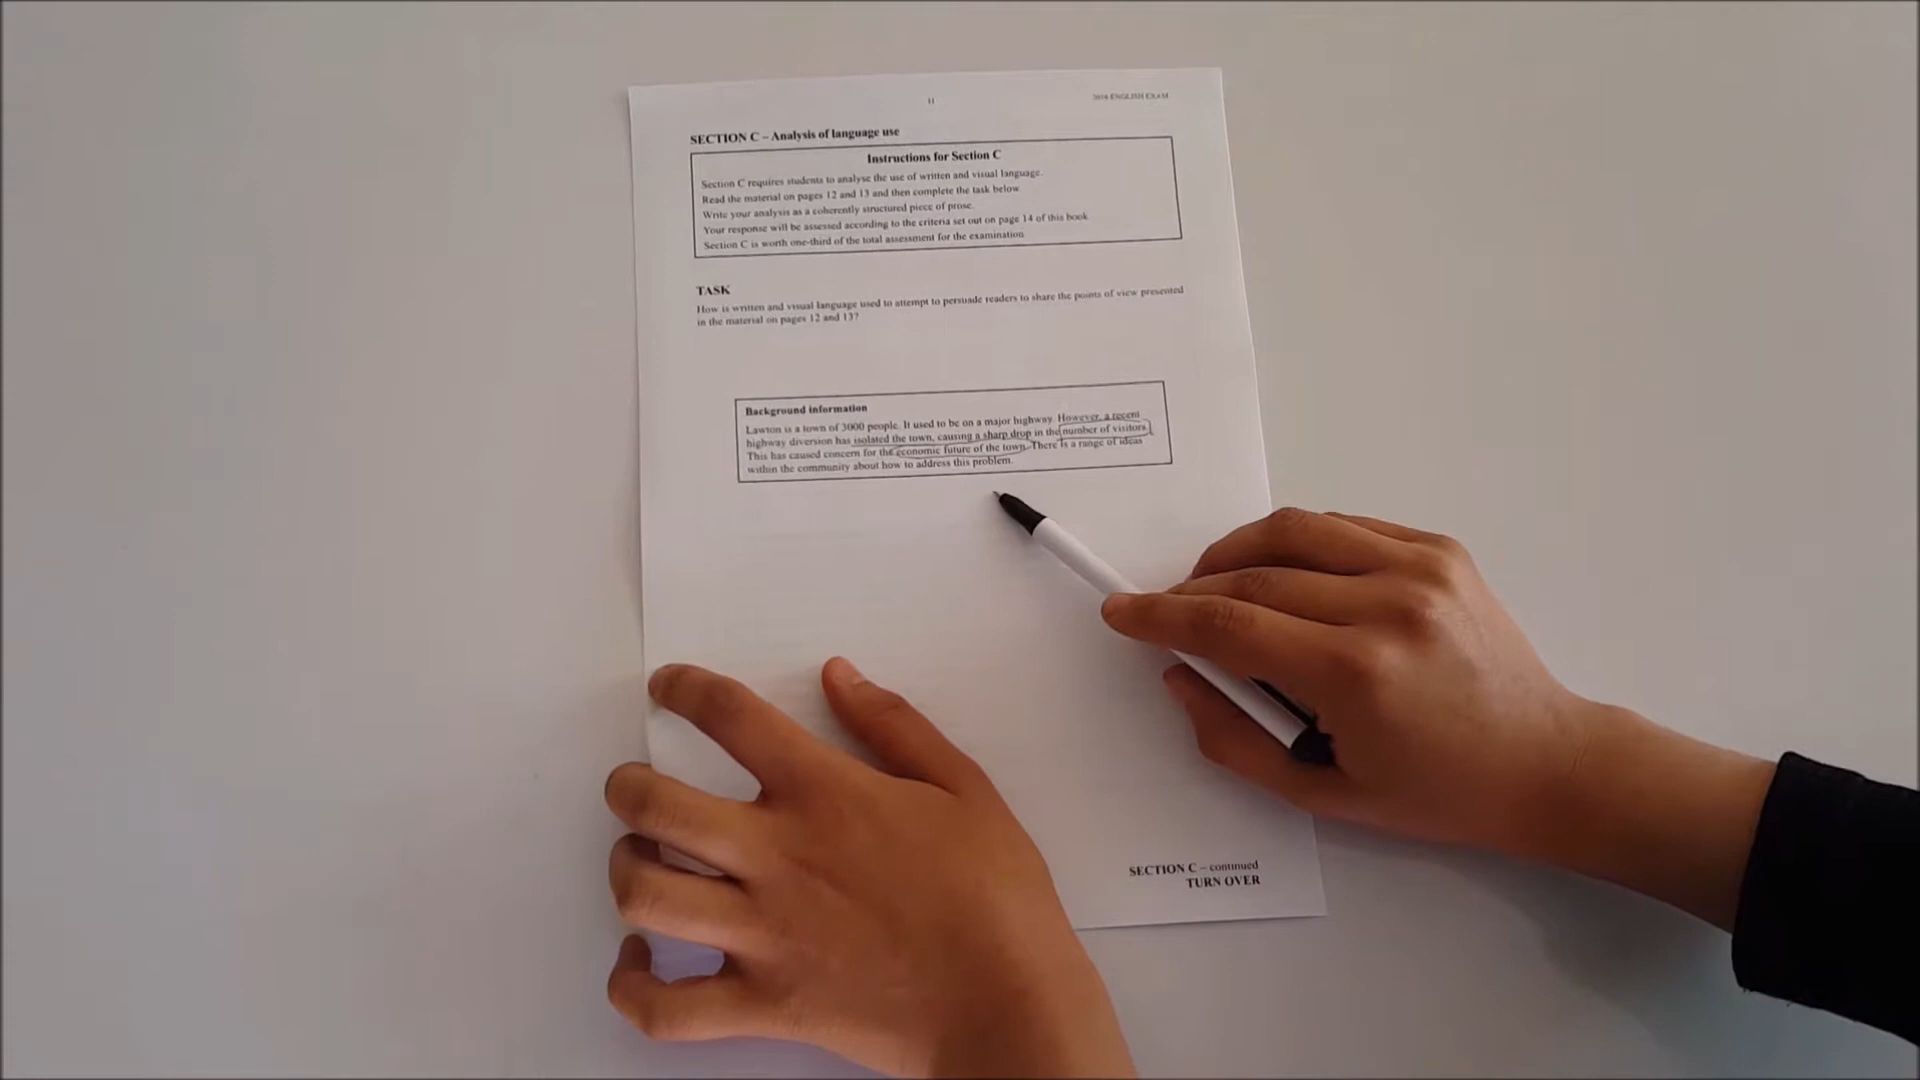 11
2016 ENGLISH EXAM
SECTION C – Analysis of language use
Instructions for Section C
Section C requires students to analyse the use of written and visual language.
Read the material on pages 12 and 13 and then complete the task below.
Write your analysis as a coherently structured piece of prose.
Your response will be assessed according to the criteria set out on page 14 of this book.
Section C is worth one-third of the total assessment for the examination.
TASK
How is written and visual language used to attempt to persuade readers to share the points of view presented
in the material on pages 12 and 13?
Background information
Lawton is a town of 3000 people. It used to be on a major highway. However, a recent
highway diversion has isolated the town, causing a sharp drop in the number of visitors.
This has caused concern for the economic future of the town. There is a range of ideas
within the community about how to address this problem.
SECTION C – continued
TURN OVER